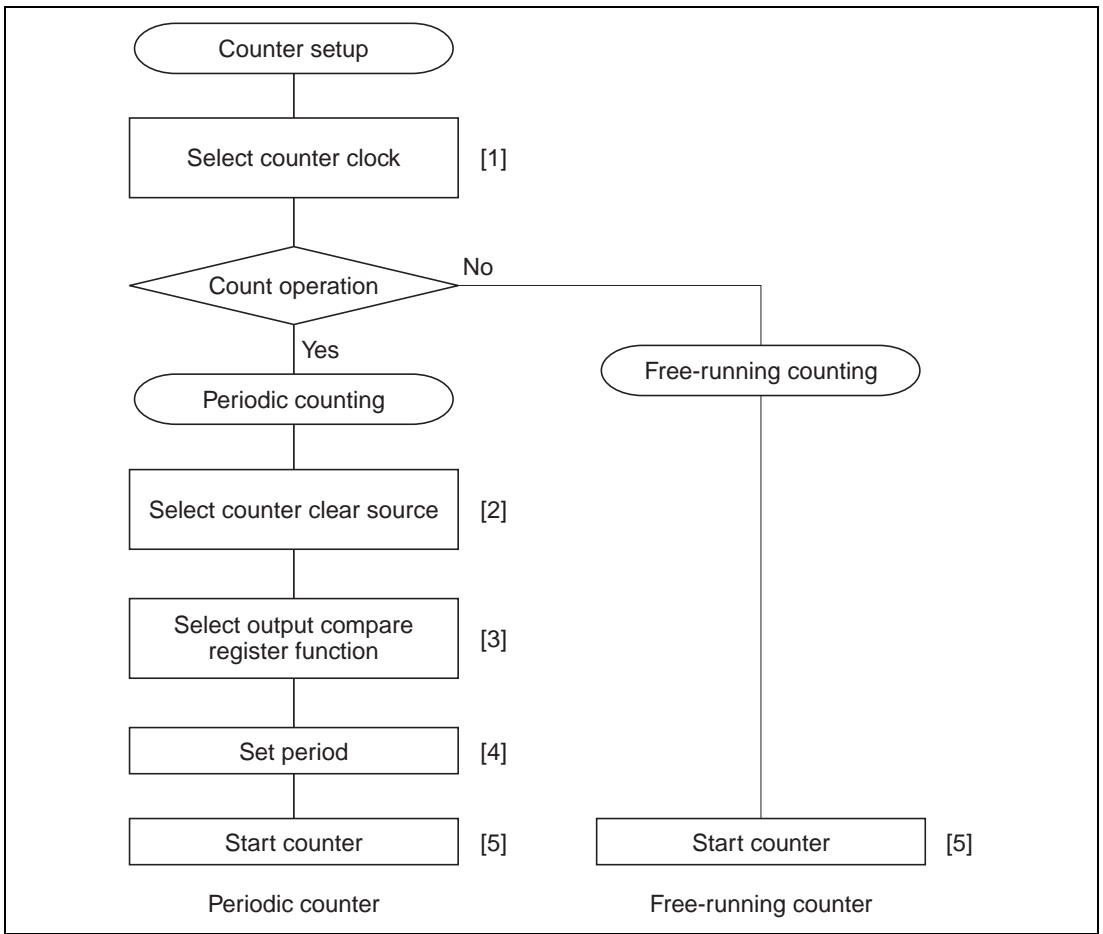 Counter setup
Select counter clock
[1]
Count operation
No
Yes
Free-running counting
Periodic counting
Select counter clear source
[2]
Select output compare
register function
[3]
Set period
[4]
Start counter
[5]
Start counter
[5]
Periodic counter
Free-running counter